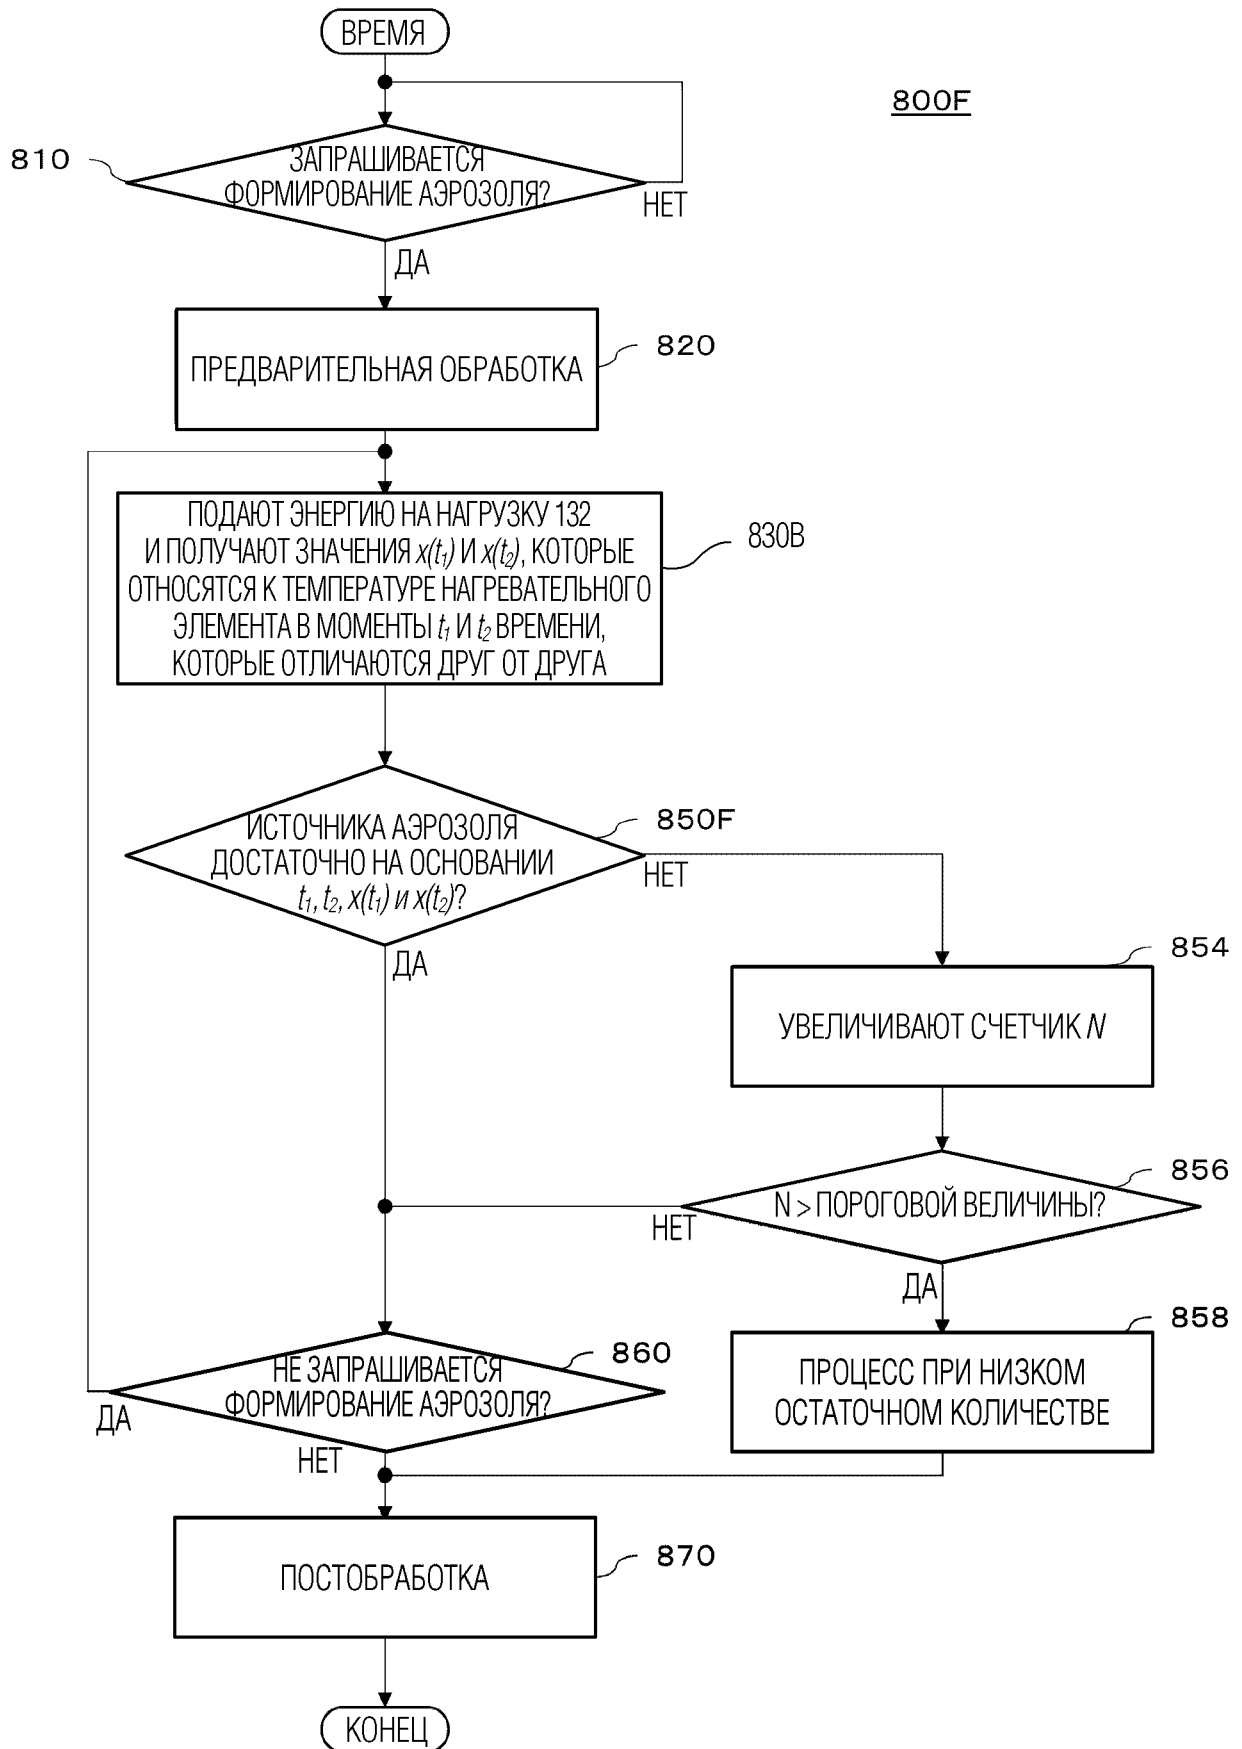 ВРЕМЯ
800F
810
ЗАПРАШИВАЕТСЯ
ФОРМИРОВАНИЕ АЭРОЗОЛЯ?
НЕТ
ДА
820
ПРЕДВАРИТЕЛЬНАЯ ОБРАБОТКА
ПОДАЮТ ЭНЕРГИЮ НА НАГРУЗКУ 132
И ПОЛУЧАЮТ ЗНАЧЕНИЯ x(t₁) И x(t₂), КОТОРЫЕ
ОТНОСЯТСЯ К ТЕМПЕРАТУРЕ НАГРЕВАТЕЛЬНОГО
ЭЛЕМЕНТА В МОМЕНТЫ t₁ И t₂ ВРЕМЕНИ,
КОТОРЫЕ ОТЛИЧАЮТСЯ ДРУГ ОТ ДРУГА
830B
850F
ИСТОЧНИКА АЭРОЗОЛЯ
ДОСТАТОЧНО НА ОСНОВАНИИ
t₁, t₂, x(t₁) и x(t₂)?
НЕТ
ДА
854
УВЕЛИЧИВАЮТ СЧЕТЧИК N
856
N > ПОРОГОВОЙ ВЕЛИЧИНЫ?
НЕТ
ДА
858
ПРОЦЕСС ПРИ НИЗКОМ
ОСТАТОЧНОМ КОЛИЧЕСТВЕ
860
НЕ ЗАПРАШИВАЕТСЯ
ФОРМИРОВАНИЕ АЭРОЗОЛЯ?
ДА
НЕТ
870
ПОСТОБРАБОТКА
КОНЕЦ